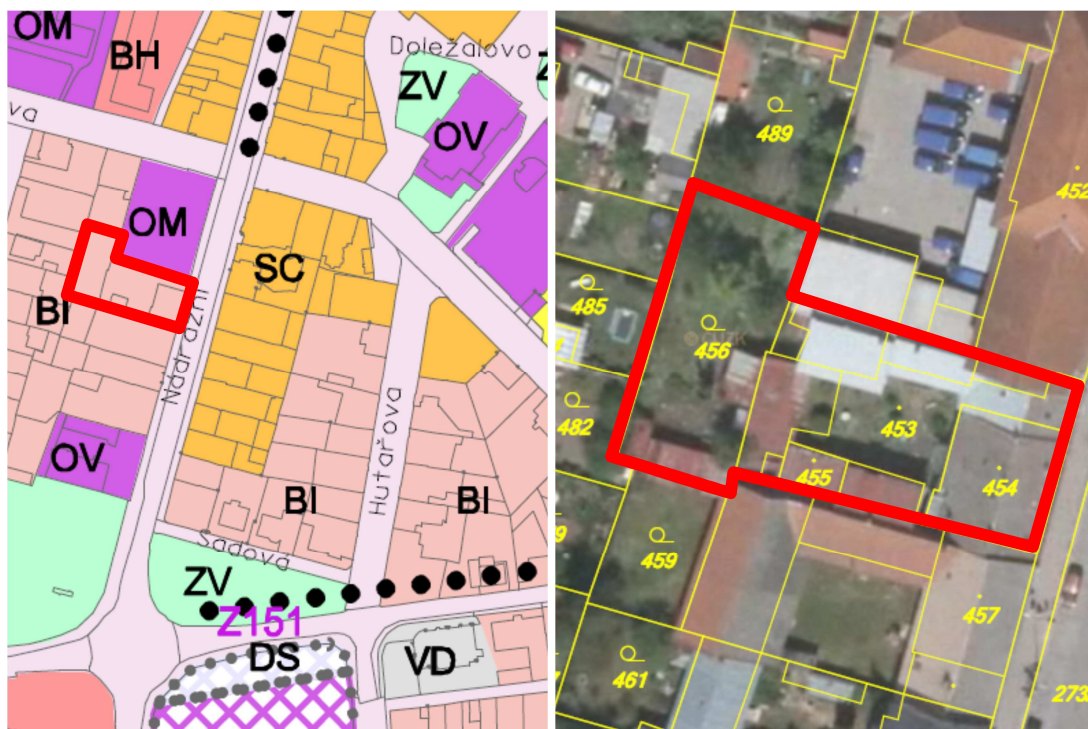 OM
BH
Doležalovo
ZV
OV
va
OM
SC
BI
Nádražní
Huťařova
OV
BI
BI
Sadová
ZV
Z151
DS
VD
489
452
485
456
482
453
455
454
459
457
461
273